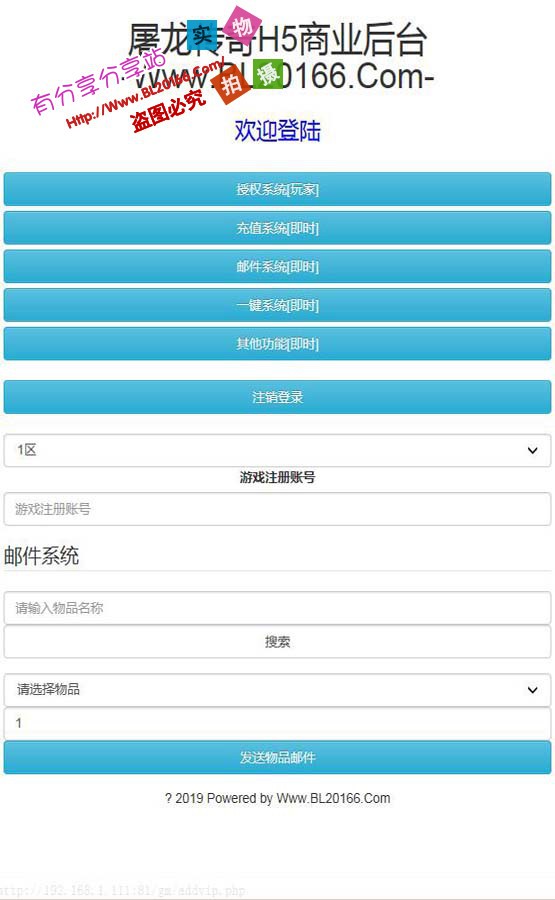 屠龙传奇H5商业后台
Www.BL20166.Com-
实物拍摄
有分享分享站
Http://Www.BL20166.Com/
盗图必究
欢迎登陆
授权系统[玩家]
充值系统[即时]
邮件系统[即时]
一键系统[即时]
其他功能[即时]
注销登录
1区
游戏注册账号
游戏注册账号
邮件系统
请输入物品名称
搜索
请选择物品
1
发送物品邮件
? 2019 Powered by Www.BL20166.Com
http://192.168.1.111:81/gm/addvip.php